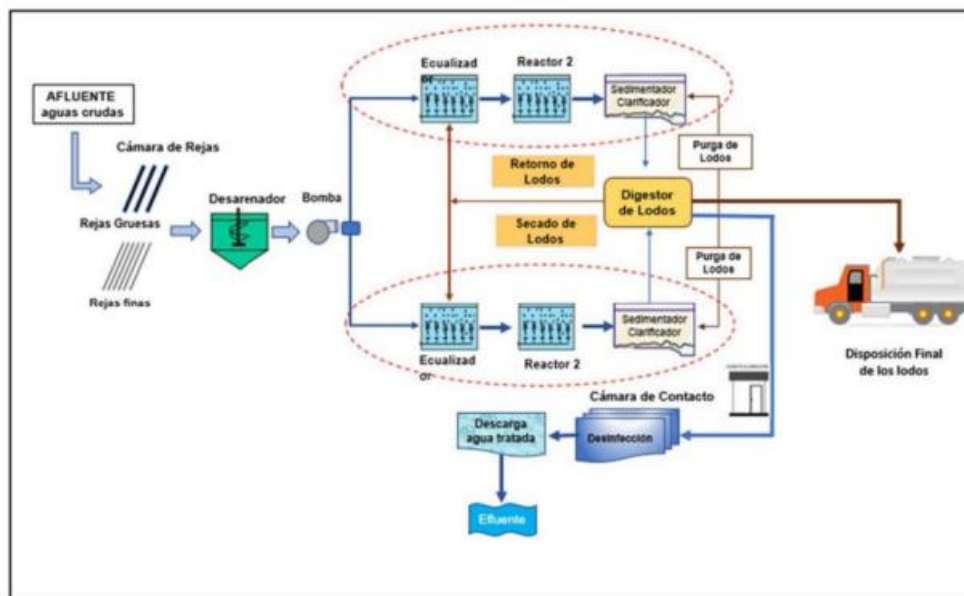 AFLUENTE
aguas crudas
Cámara de Rejas
Rejas Gruesas
Rejas finas
Desarenador
Bomba
Ecualizad
or
Reactor 2
Sedimentador
Clarificador
Purga de
Lodos
Retorno de
Lodos
Digestor
de Lodos
Secado de
Lodos
Purga de
Lodos
Ecualizad
or
Reactor 2
Sedimentador
Clarificador
Disposición Final
de los lodos
Cámara de Contacto
Desinfección
Descarga
agua tratada
Efluente